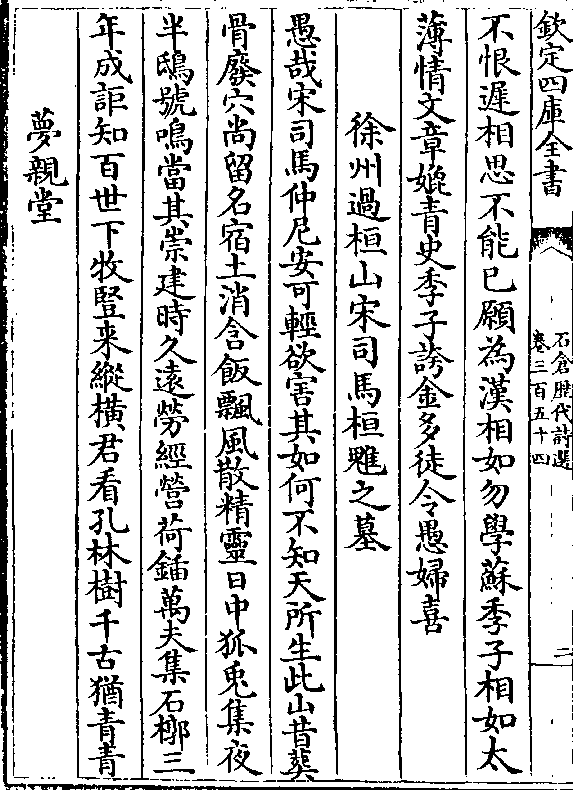 欽定四庫全書
石倉歷代詩選
卷三百五十四
二
不恨遲相思不能已願為漢相如勿學蘇季子相如太
薄情文章媲青史季子誇金多徒令愚婦喜
徐州過桓山宋司馬桓魋之墓
愚哉宋司馬仲尼安可輕欲害其如何不知天所生此山昔葬
骨廢穴尚留名宿土消含飯飄風散精靈日中狐兎集夜
半鴟號鳴當其崇建時久遠勞經營荷鍤萬夫集石槨三
年成詎知百世下牧豎来縱橫君看孔林樹千古猶青青
夢親堂